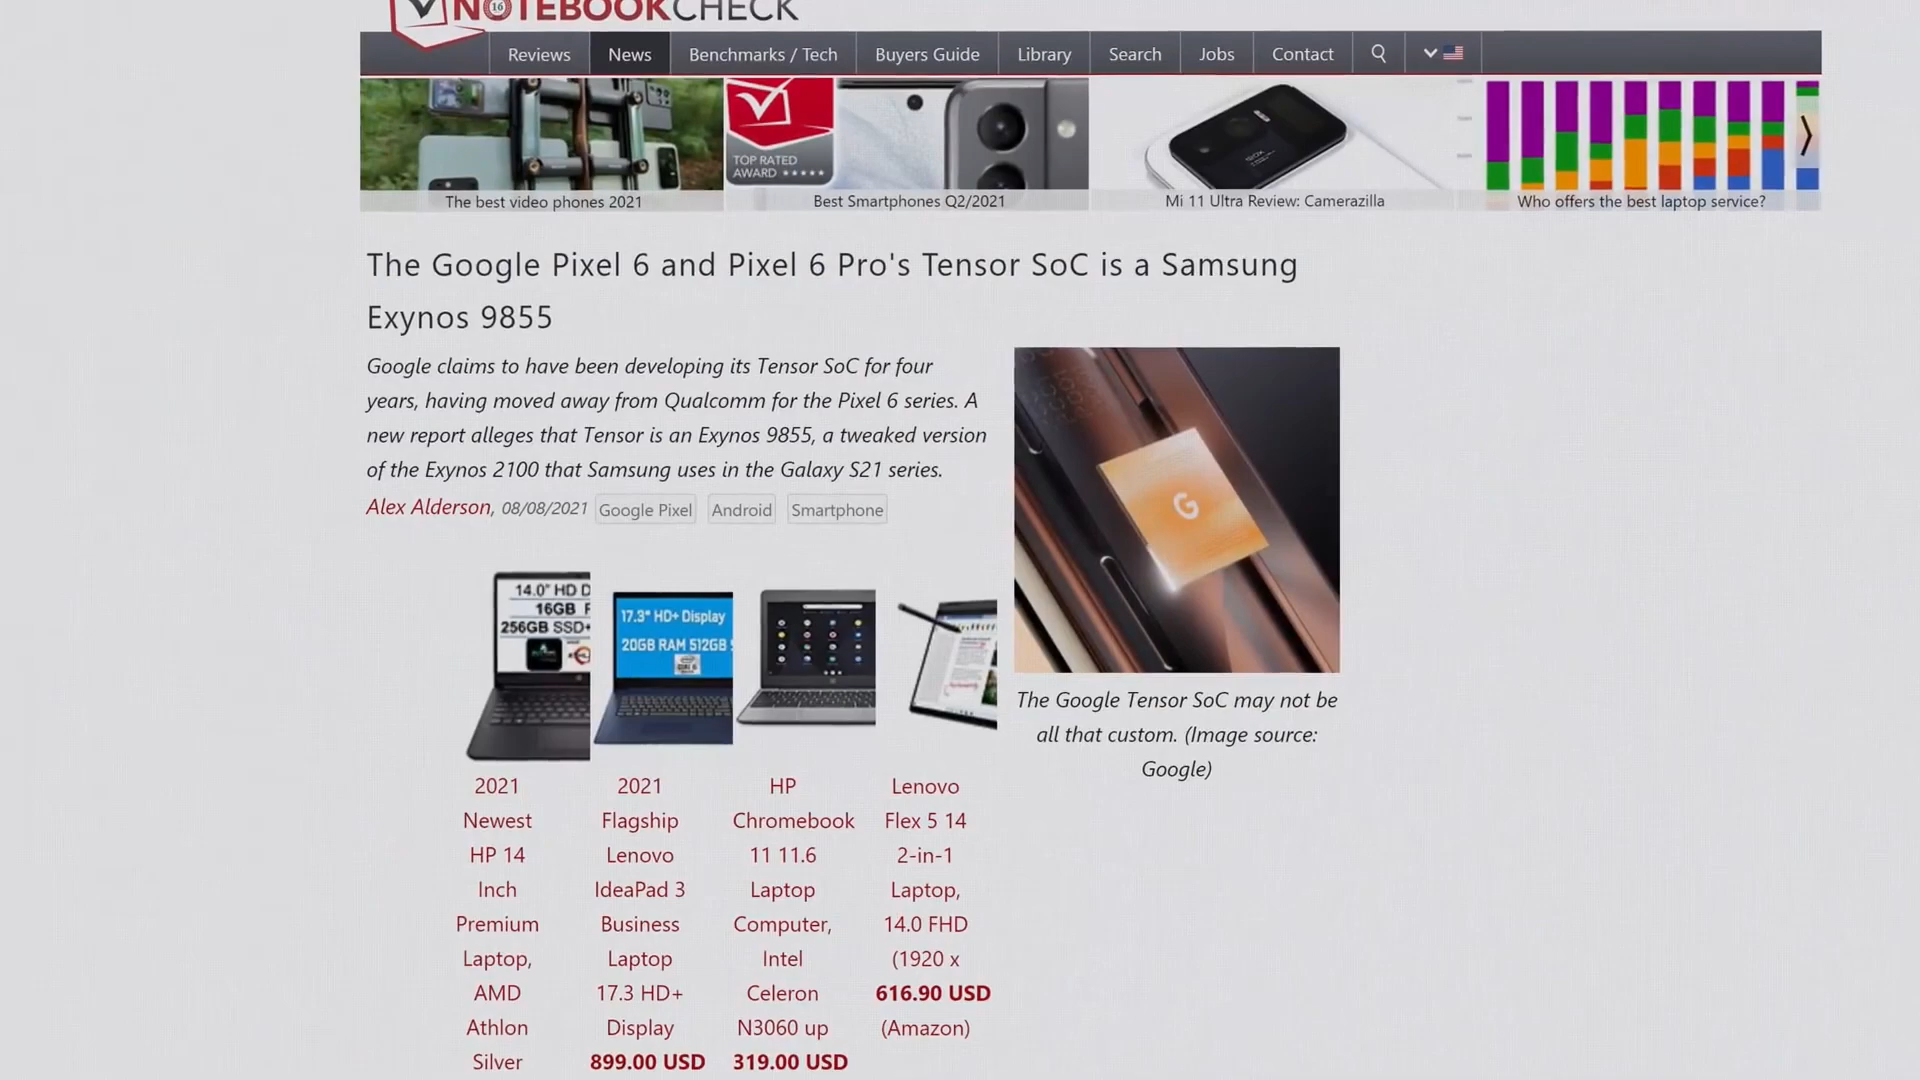 NOTEBOOKCHECK
16
Reviews
News
Benchmarks / Tech
Buyers Guide
Library
Search
Jobs
Contact
TOP RATED
AWARD ★★★★★
The best video phones 2021
Best Smartphones Q2/2021
Mi 11 Ultra Review: Camerazilla
Who offers the best laptop service?
The Google Pixel 6 and Pixel 6 Pro's Tensor SoC is a Samsung
Exynos 9855
Google claims to have been developing its Tensor SoC for four
years, having moved away from Qualcomm for the Pixel 6 series. A
new report alleges that Tensor is an Exynos 9855, a tweaked version
of the Exynos 2100 that Samsung uses in the Galaxy S21 series.
Alex Alderson, 08/08/2021 Google Pixel Android Smartphone
G
The Google Tensor SoC may not be
all that custom. (Image source:
Google)
14.0" HD D
16GB
256GB SSD+
17.3" HD+ Display
20GB RAM 512GB
2021
Newest
HP 14
Inch
Premium
Laptop,
AMD
Athlon
Silver
2021
Flagship
Lenovo
IdeaPad 3
Business
Laptop
17.3 HD+
Display
899.00 USD
HP
Chromebook
11 11.6
Laptop
Computer,
Intel
Celeron
N3060 up
319.00 USD
Lenovo
Flex 5 14
2-in-1
Laptop,
14.0 FHD
(1920 x
616.90 USD
(Amazon)